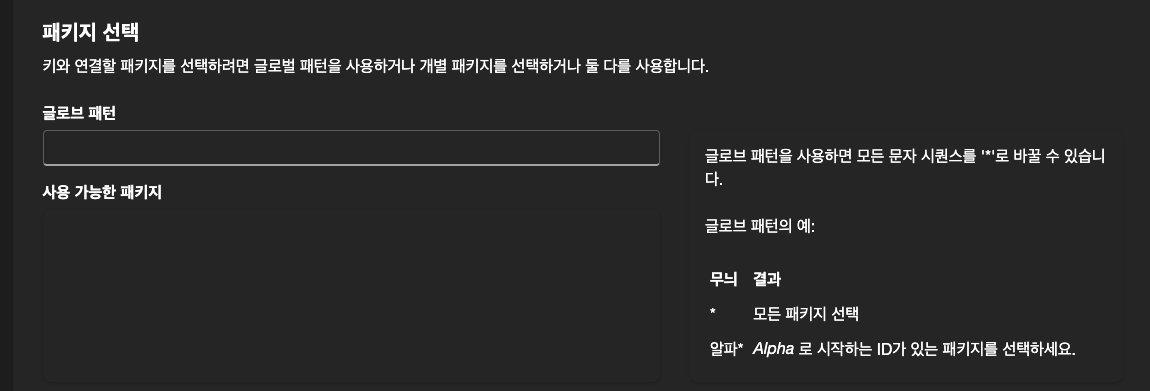 패키지 선택
키와 연결할 패키지를 선택하려면 글로벌 패턴을 사용하거나 개별 패키지를 선택하거나 둘 다를 사용합니다.
글로브 패턴
사용 가능한 패키지
글로브 패턴을 사용하면 모든 문자 시퀀스를 '*'로 바꿀 수 있습니
다.
글로브 패턴의 예:
무늬 결과
* 모든 패키지 선택
알파* Alpha 로 시작하는 ID가 있는 패키지를 선택하세요.